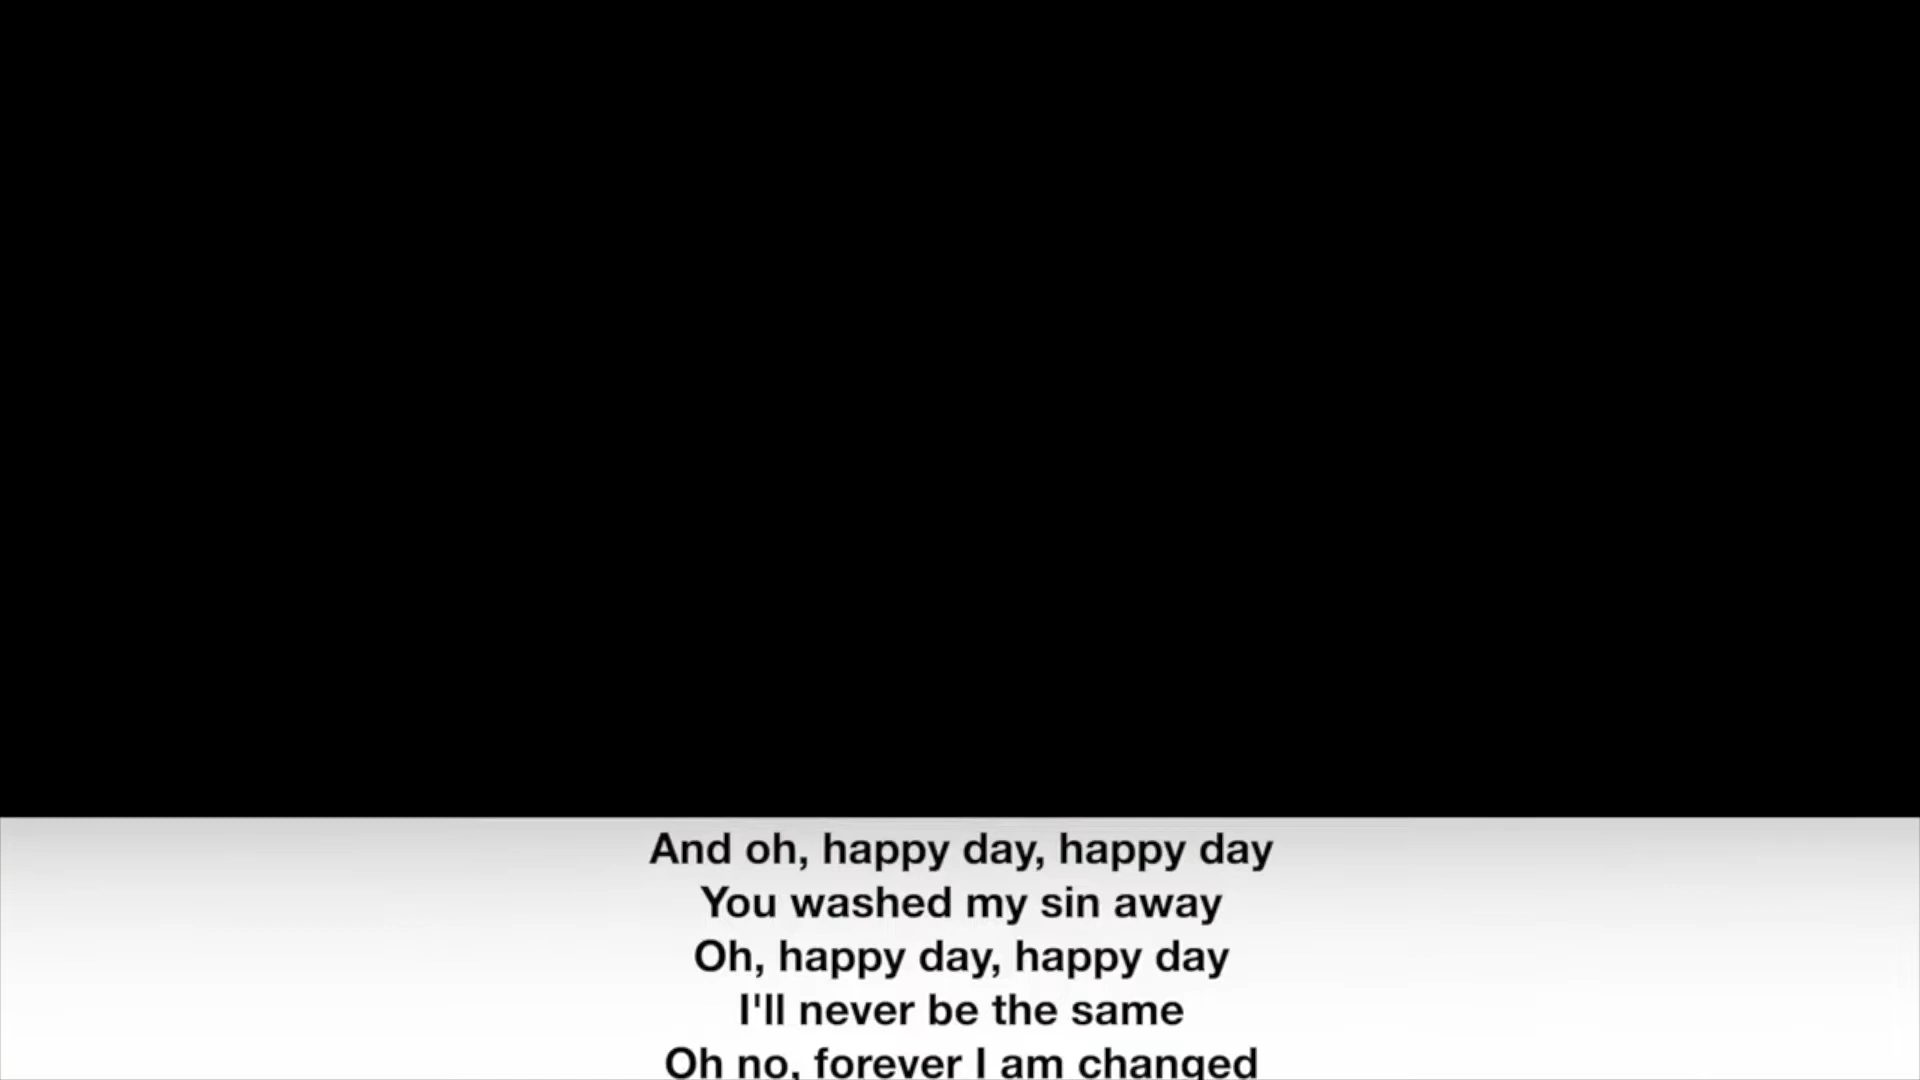 And oh, happy day, happy day
You washed my sin away
Oh, happy day, happy day
I'll never be the same
Oh no, forever I am changed